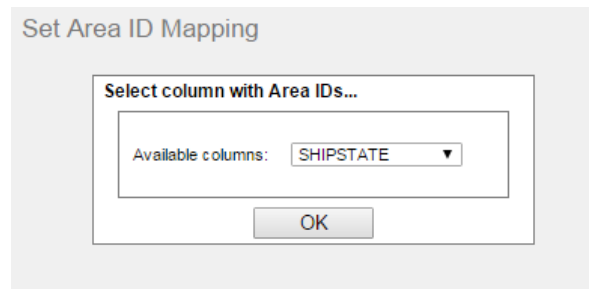 Set Area ID Mapping
Select column with Area IDs...
Available columns: SHIPSTATE
OK